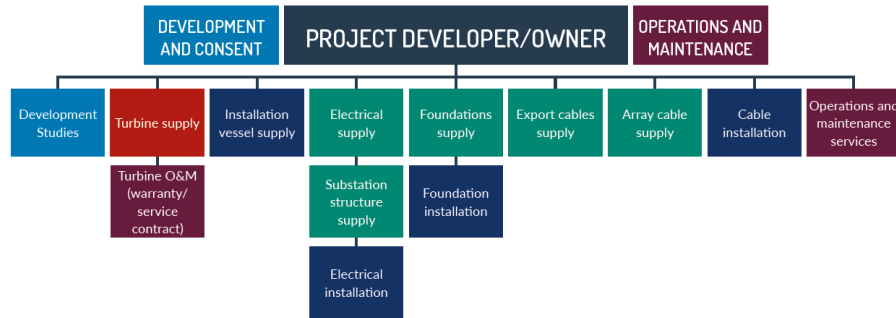 DEVELOPMENT
AND CONSENT
PROJECT DEVELOPER/OWNER
OPERATIONS AND
MAINTENANCE
Development
Studies
Turbine supply
Installation
vessel supply
Electrical
supply
Foundations
supply
Export cables
supply
Array cable
supply
Cable
installation
Operations and
maintenance
services
Turbine O&M
(warranty/
service
contract)
Substation
structure
supply
Foundation
installation
Electrical
installation